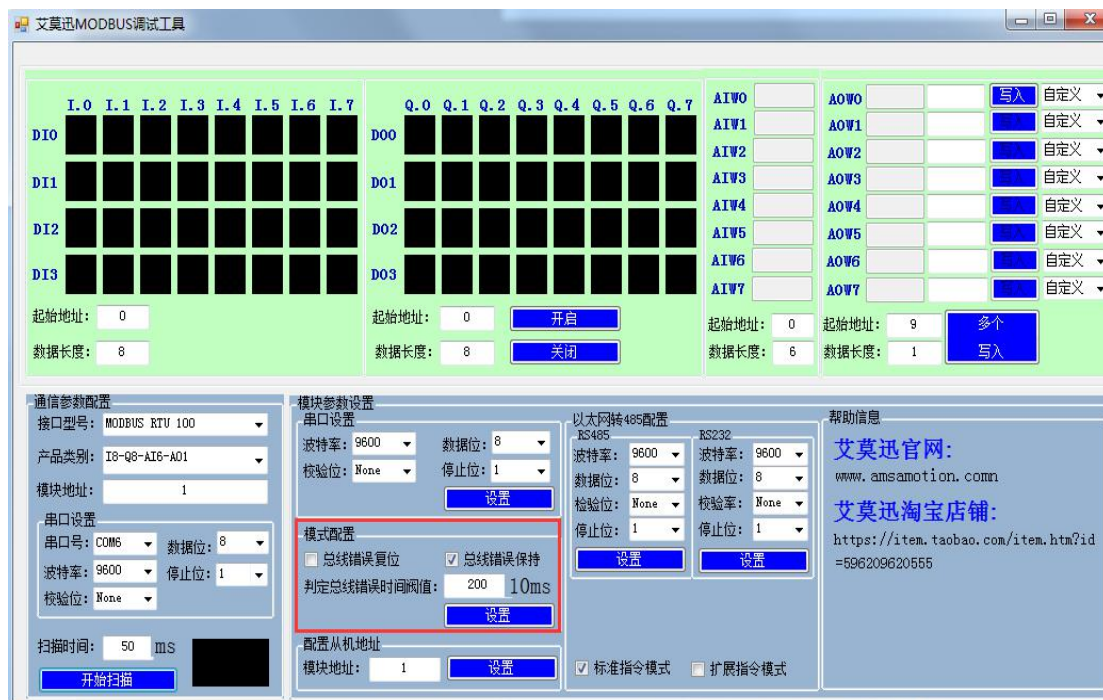 艾莫迅MODBUS调试工具
I.0 I.1 I.2 I.3 I.4 I.5 I.6 I.7
DI0
DI1
DI2
DI3
起始地址: 0
数据长度: 8
Q.0 Q.1 Q.2 Q.3 Q.4 Q.5 Q.6 Q.7
DO0
DO1
DO2
DO3
起始地址: 0 开启
数据长度: 8 关闭
AIW0
AIW1
AIW2
AIW3
AIW4
AIW5
AIW6
AIW7
起始地址: 0
数据长度: 6
AOW0 写入 自定义
AOW1 写入 自定义
AOW2 写入 自定义
AOW3 写入 自定义
AOW4 写入 自定义
AOW5 写入 自定义
AOW6 写入 自定义
AOW7 写入 自定义
起始地址: 9 多个
数据长度: 1 写入
通信参数配置
接口型号: MODBUS RTU 100
产品类别: I8-Q8-AI6-AO1
模块地址: 1
串口设置
串口号: COM6 数据位: 8
波特率: 9600 停止位: 1
校验位: None
扫描时间: 50 ms
开始扫描
模块参数设置
串口设置
波特率: 9600 数据位: 8
校验位: None 停止位: 1
设置
模式配置
总线错误复位 总线错误保持
判定总线错误时间阀值: 200 10ms
设置
配置从机地址
模块地址: 1 设置
以太网转485配置
RS485
波特率: 9600
数据位: 8
检验位: None
停止位: 1
设置
RS232
波特率: 9600
数据位: 8
校验率: None
停止位: 1
设置
标准指令模式 扩展指令模式
帮助信息
艾莫迅官网:
www.amsamotion.comn
艾莫迅淘宝店铺:
https://item.taobao.com/item.htm?id
=596209620555